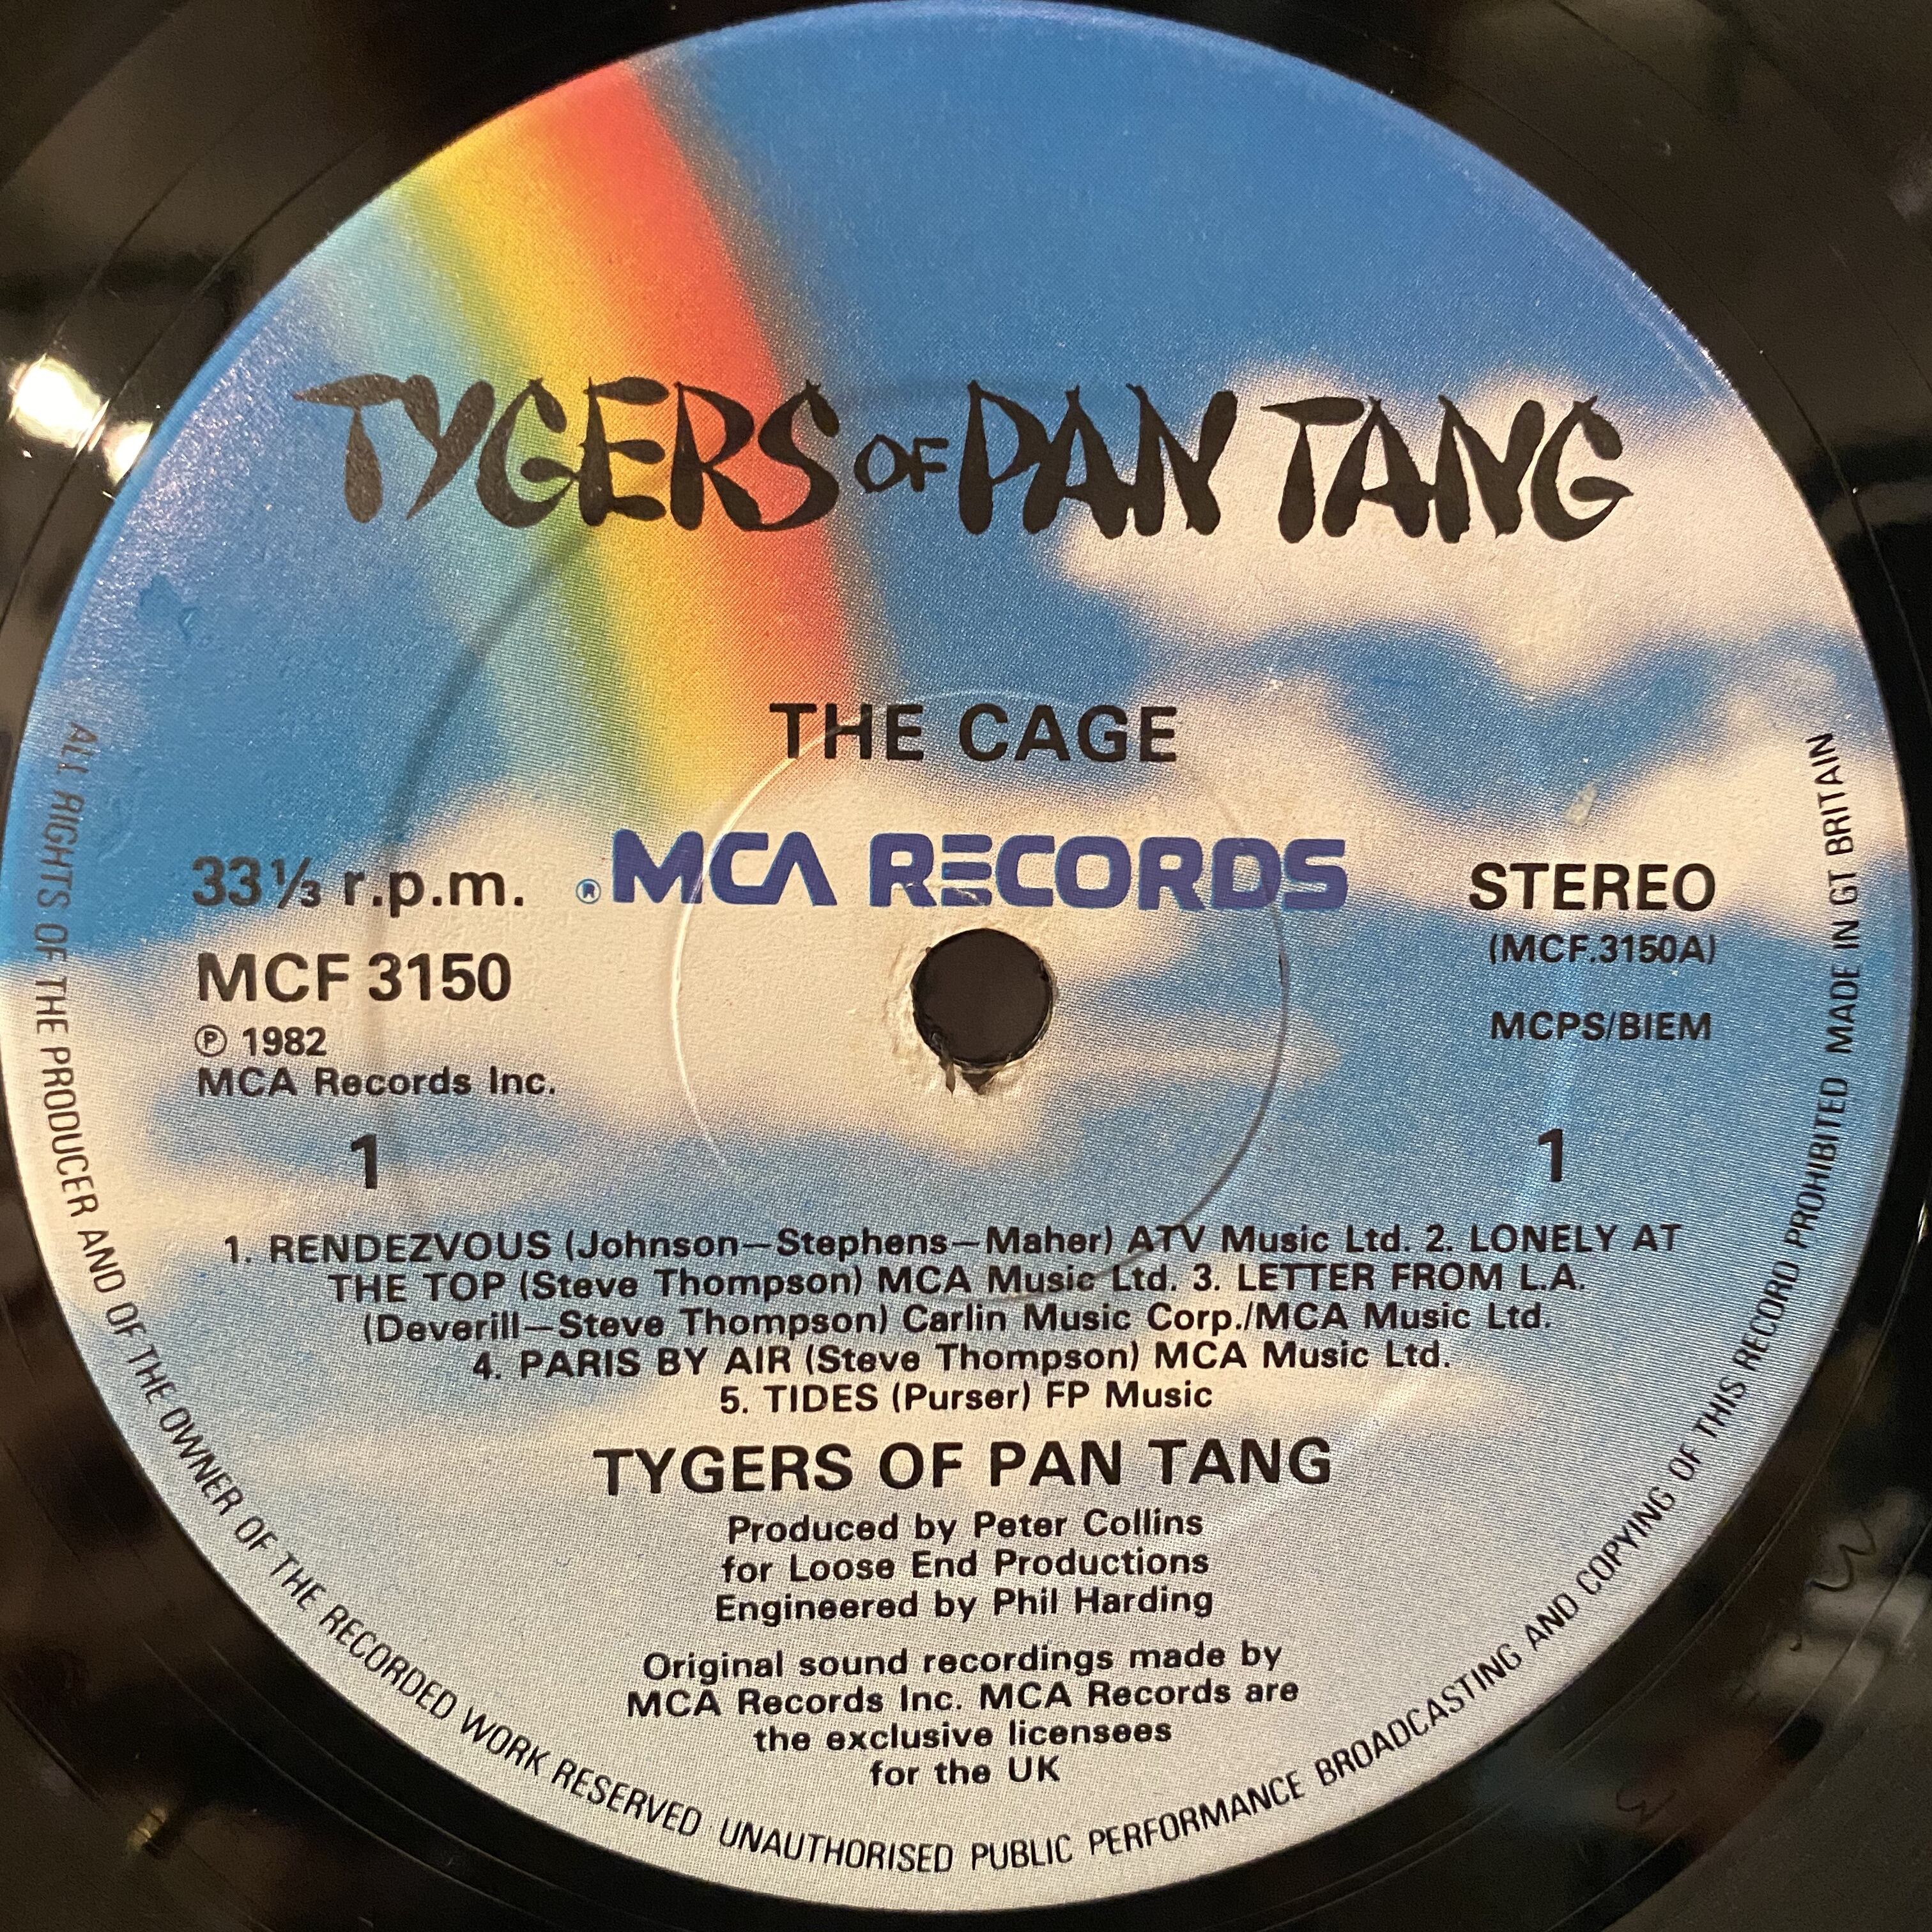 TYGERS OF PAN TANG
THE CAGE
33⅓ r.p.m.
® MCA RECORDS
STEREO
MCF 3150
(MCF.3150A)
℗ 1982
MCPS/BIEM
MCA Records Inc.
1
1
1. RENDEZVOUS (Johnson—Stephens—Maher) ATV Music Ltd. 2. LONELY AT
THE TOP (Steve Thompson) MCA Music Ltd. 3. LETTER FROM L.A.
(Deverill—Steve Thompson) Carlin Music Corp./MCA Music Ltd.
4. PARIS BY AIR (Steve Thompson) MCA Music Ltd.
5. TIDES (Purser) FP Music
TYGERS OF PAN TANG
Produced by Peter Collins
for Loose End Productions
Engineered by Phil Harding
Original sound recordings made by
MCA Records Inc. MCA Records are
the exclusive licensees
for the UK
ALL RIGHTS OF THE PRODUCER AND OF THE OWNER OF THE RECORDED WORK RESERVED · UNAUTHORISED PUBLIC PERFORMANCE BROADCASTING AND COPYING OF THIS RECORD PROHIBITED MADE IN GT BRITAIN